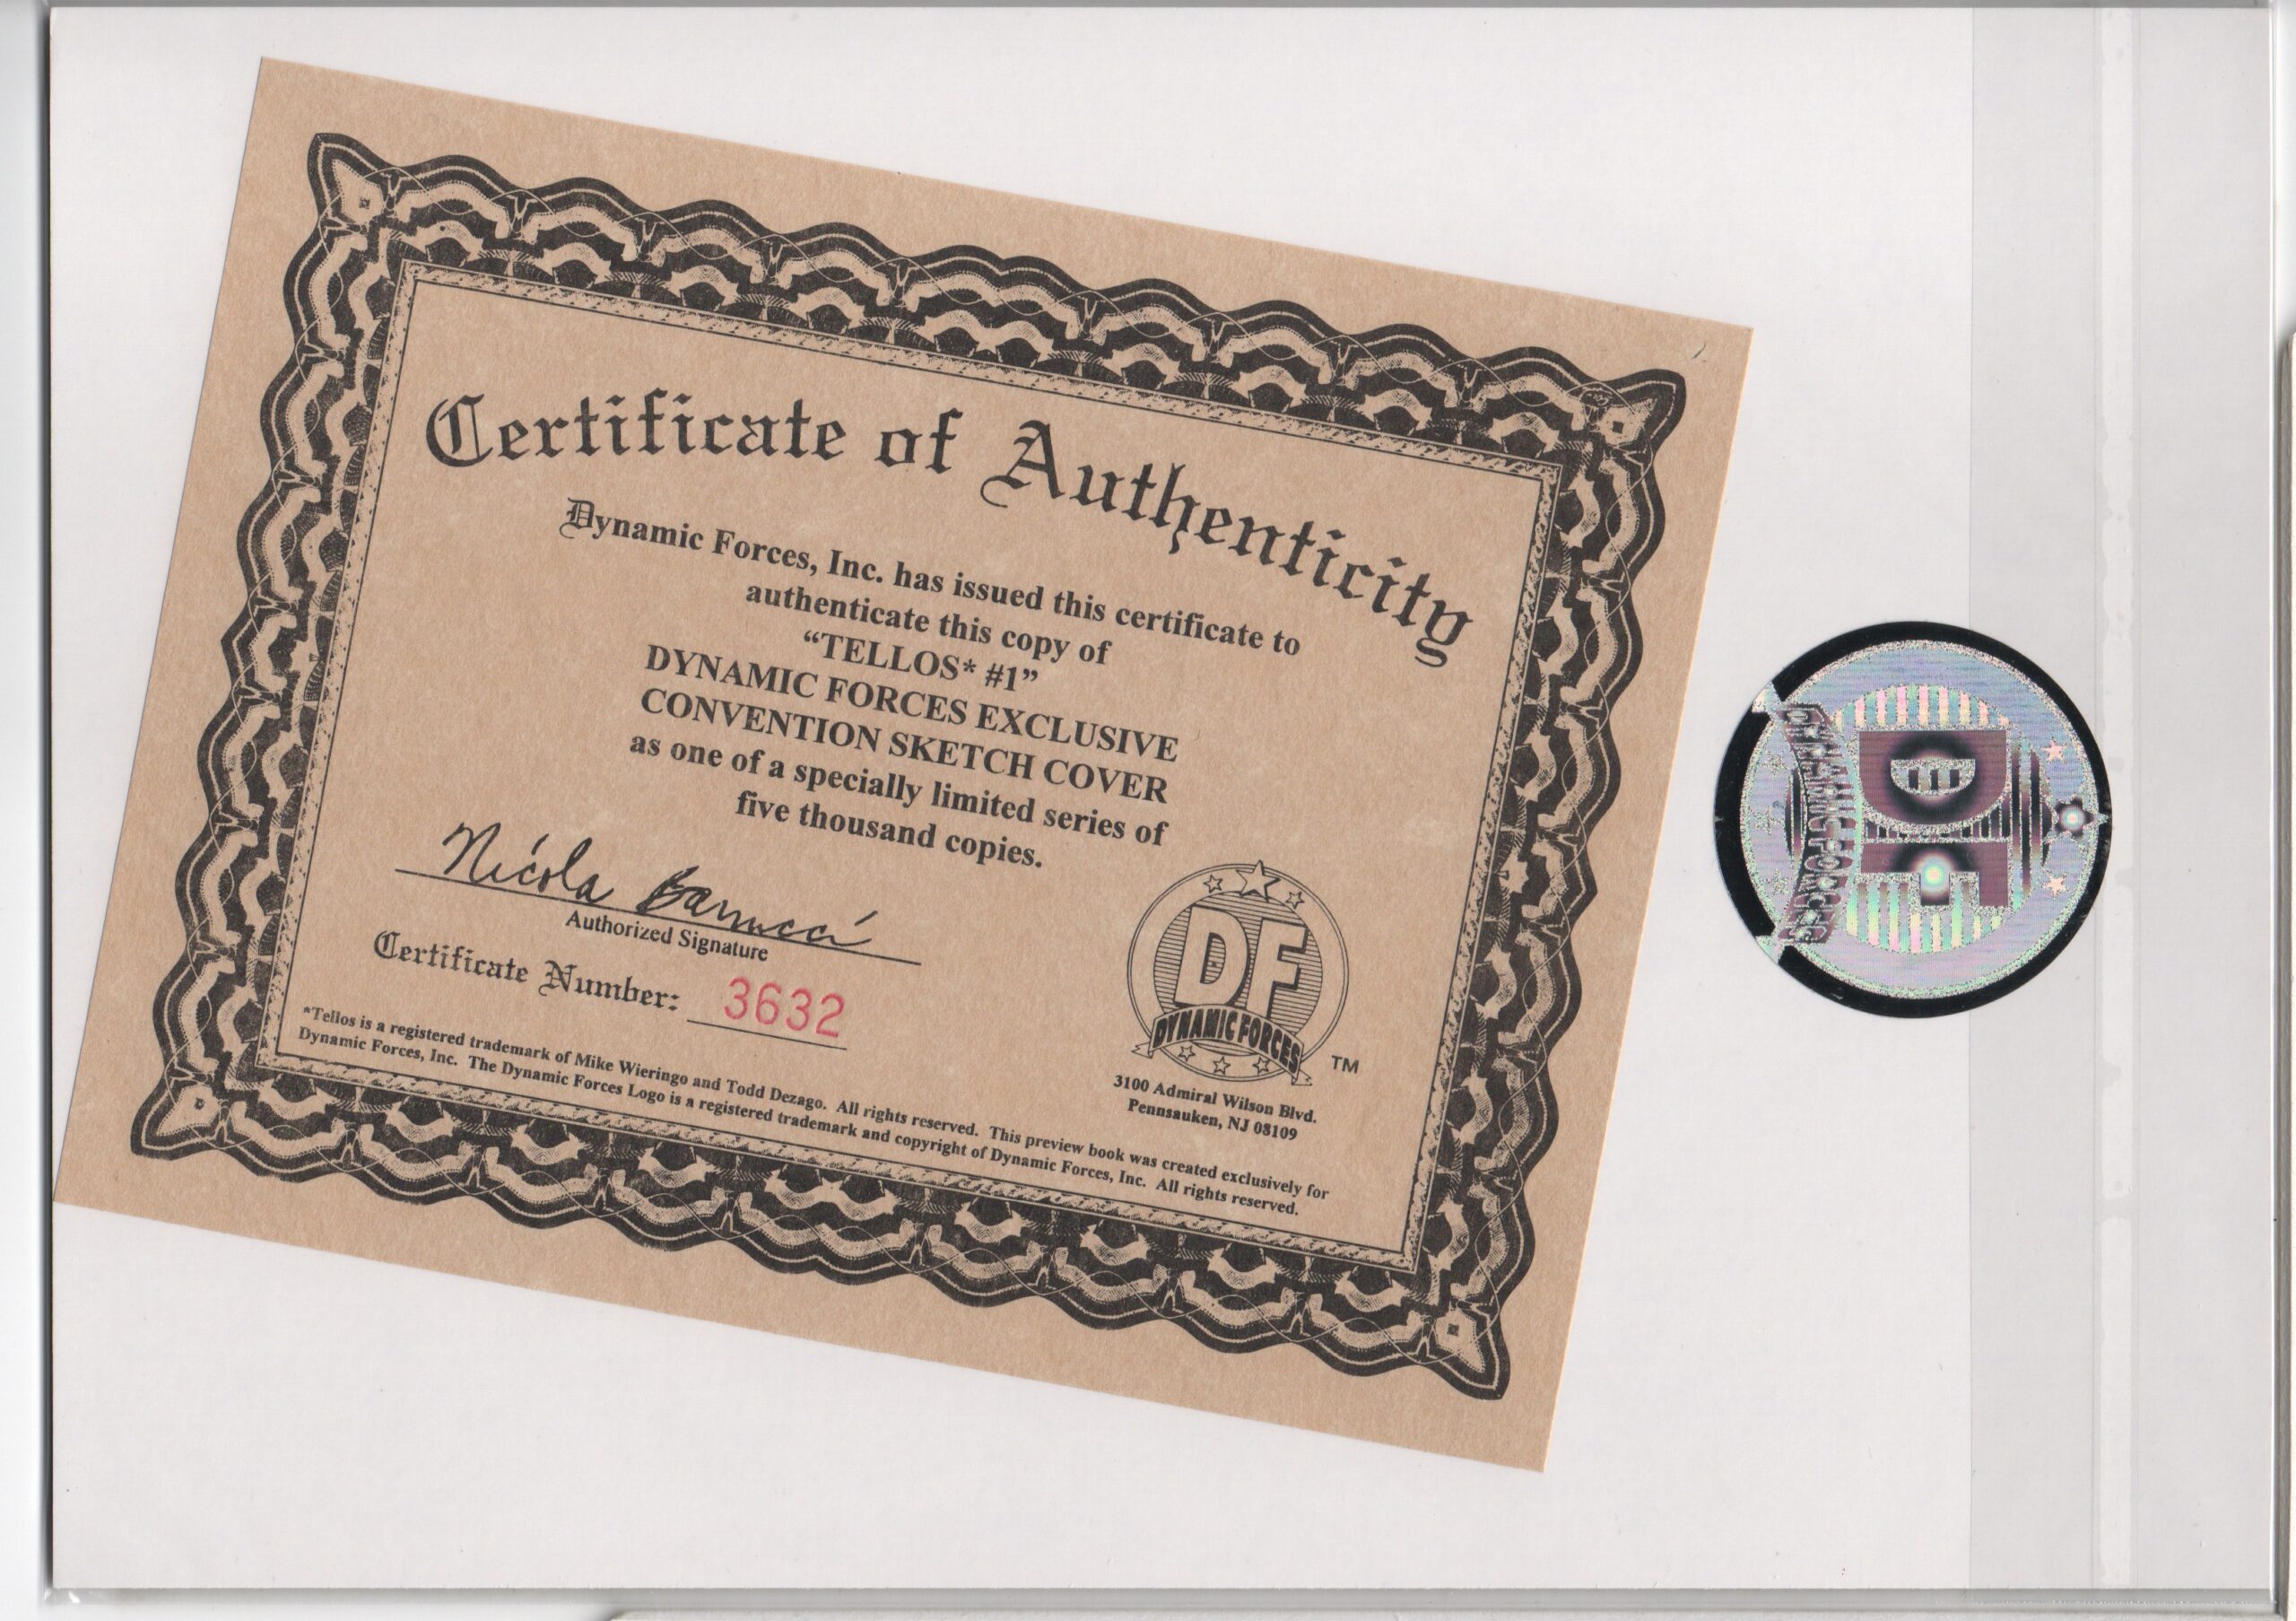 Certificate of Authenticity
Dynamic Forces, Inc. has issued this certificate to
authenticate this copy of
“TELLOS* #1”
DYNAMIC FORCES EXCLUSIVE
CONVENTION SKETCH COVER
as one of a specially limited series of
five thousand copies.
Nicola Barrucci
Authorized Signature
Certificate Number: 3632
DF
DYNAMIC FORCES
TM
3100 Admiral Wilson Blvd.
Pennsauken, NJ 08109
*Tellos is a registered trademark of Mike Wieringo and Todd Dezago. All rights reserved. This preview book was created exclusively for
Dynamic Forces, Inc. The Dynamic Forces Logo is a registered trademark and copyright of Dynamic Forces, Inc. All rights reserved.
DF
DYNAMIC FORCES